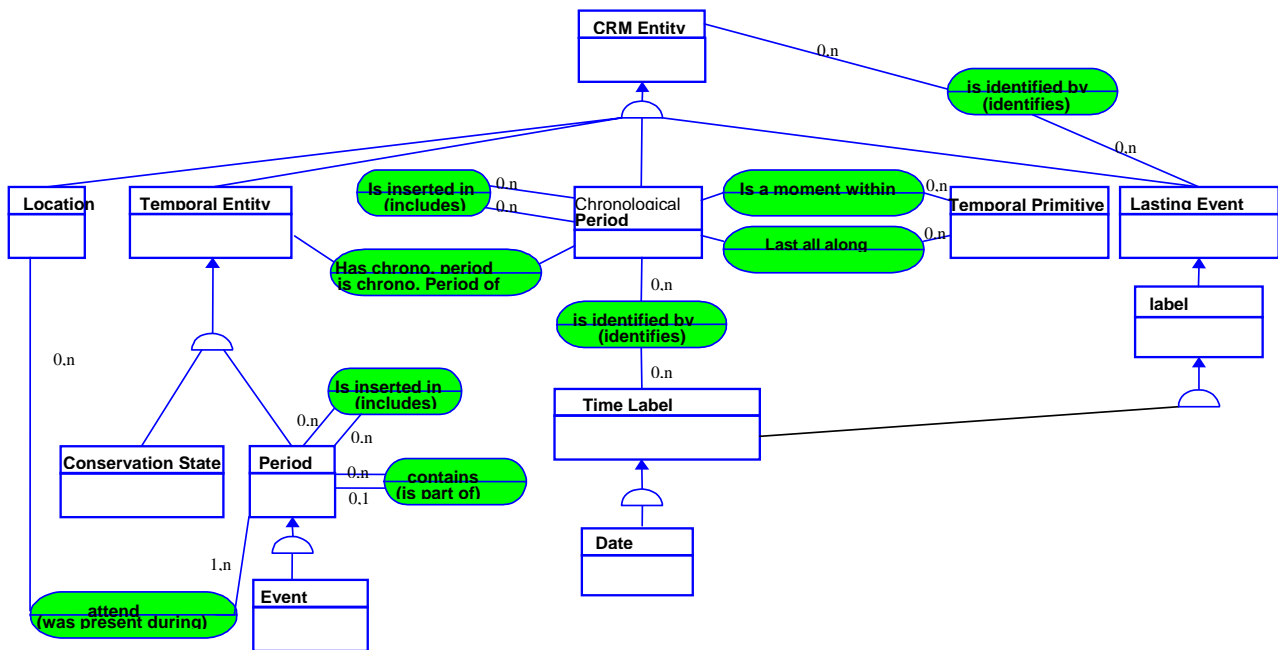 CRM Entity
0,n
is identified by
(identifies)
0,n
Location
Temporal Entity
Is inserted in
(includes)
0,n
0,n
Chronological
Period
Is a moment within
0,n
Temporal Primitive
Lasting Event
Last all along
0,n
Has chrono. period
is chrono. Period of
0,n
label
is identified by
(identifies)
0,n
0,n
Is inserted in
(includes)
Time Label
0,n
0,n
Conservation State
Period
0,n
contains
(is part of)
0,1
Date
1,n
Event
attend
(was present during)